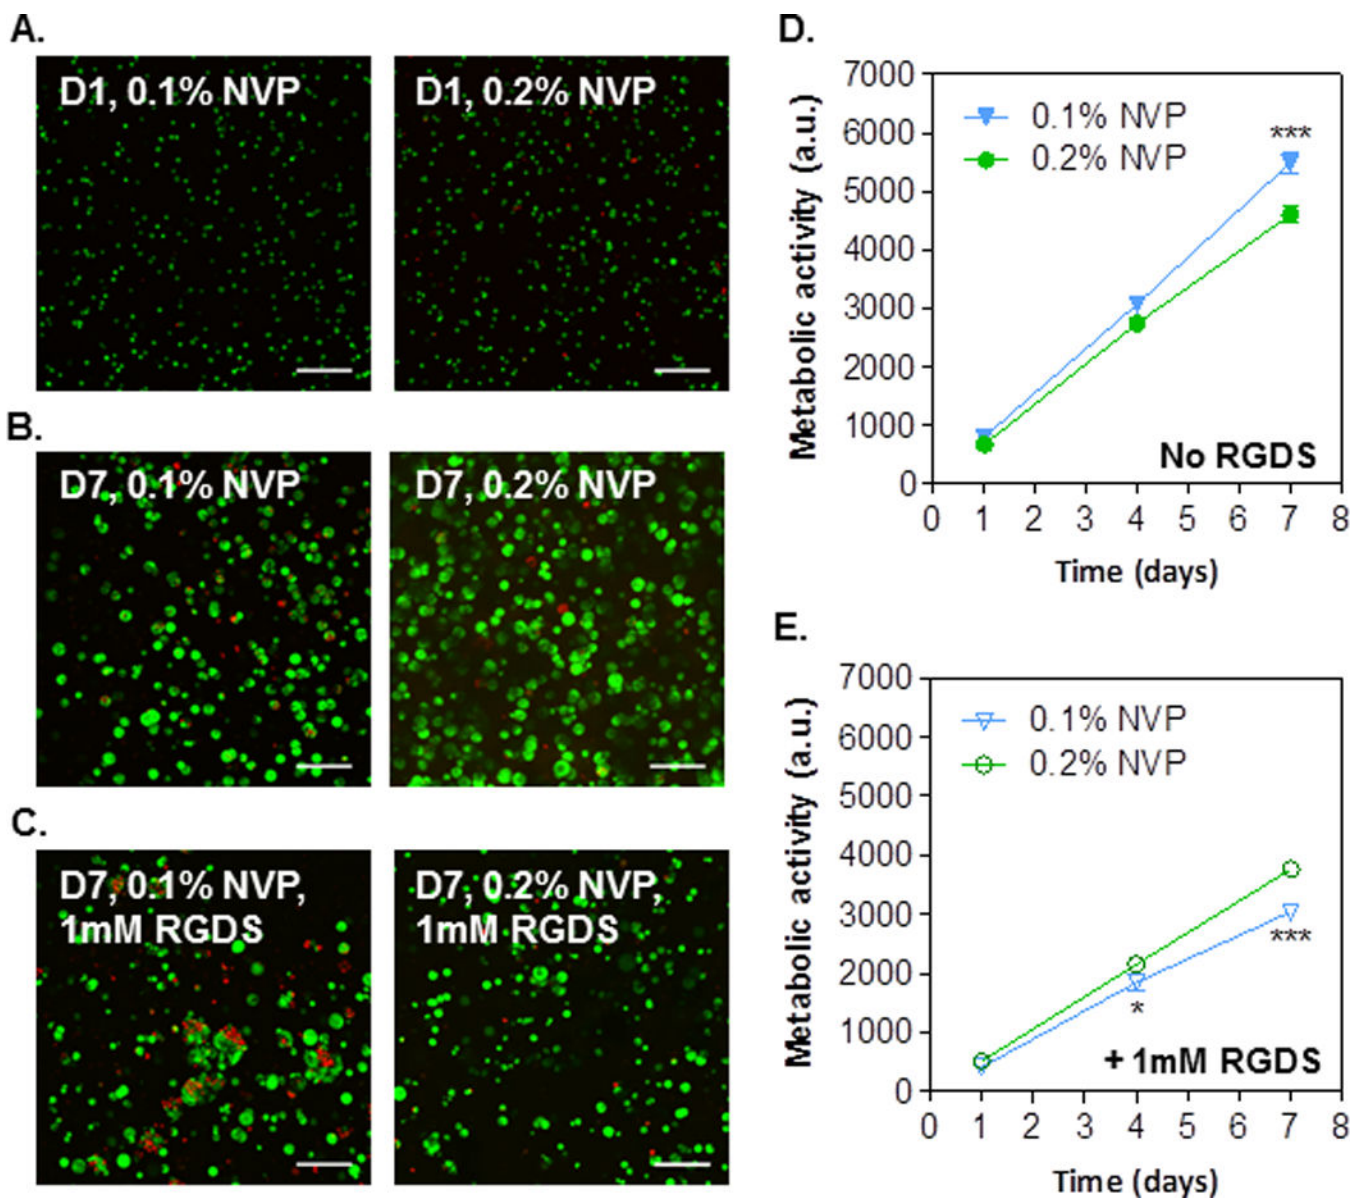 A.
D1, 0.1% NVP
D1, 0.2% NVP
B.
D7, 0.1% NVP
D7, 0.2% NVP
C.
D7, 0.1% NVP,
1mM RGDS
D7, 0.2% NVP,
1mM RGDS
D.
7000
6000
5000
4000
3000
2000
1000
0
Metabolic activity (a.u.)
0.1% NVP
0.2% NVP
***
No RGDS
0 1 2 3 4 5 6 7 8
Time (days)
E.
7000
6000
5000
4000
3000
2000
1000
0
Metabolic activity (a.u.)
0.1% NVP
0.2% NVP
***
*
+ 1mM RGDS
0 1 2 3 4 5 6 7 8
Time (days)